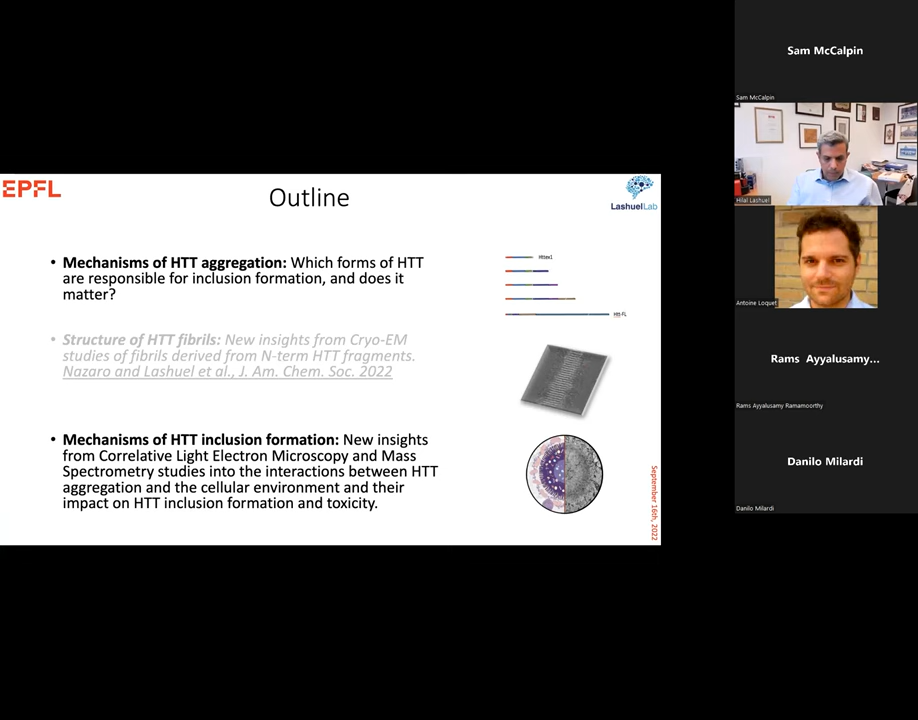 EPFL
Outline
LashuelLab
• Mechanisms of HTT aggregation: Which forms of HTT
are responsible for inclusion formation, and does it
matter?
Httex1
Htt-FL
• Structure of HTT fibrils: New insights from Cryo-EM
studies of fibrils derived from N-term HTT fragments.
Nazaro and Lashuel et al., J. Am. Chem. Soc. 2022
• Mechanisms of HTT inclusion formation: New insights
from Correlative Light Electron Microscopy and Mass
Spectrometry studies into the interactions between HTT
aggregation and the cellular environment and their
impact on HTT inclusion formation and toxicity.
September 16th, 2022
Sam McCalpin
Sam McCalpin
Hilal Lashuel
Antoine Loquet
Rams Ayyalusamy...
Rams Ayyalusamy Ramamoorthy
Danilo Milardi
Danilo Milardi